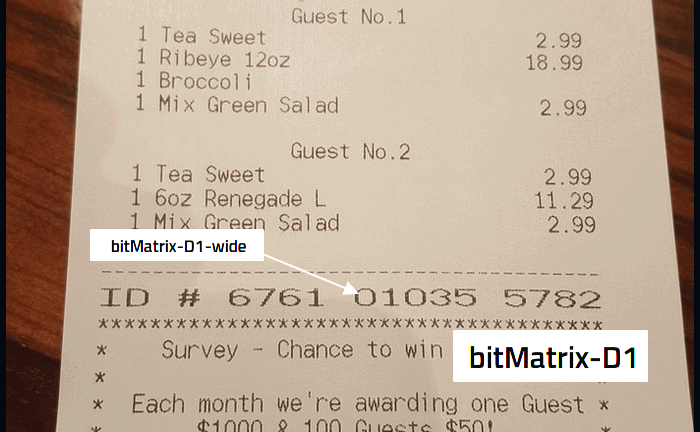 Guest No.1
1 Tea Sweet 2.99
1 Ribeye 12oz 18.99
1 Broccoli
1 Mix Green Salad 2.99
Guest No.2
1 Tea Sweet 2.99
1 6oz Renegade L 11.29
1 Mix Green Salad 2.99
bitMatrix-D1-wide
--------------------------------------------
ID # 6761 01035 5782
***************************************
* Survey - Chance to win
bitMatrix-D1
*
* Each month we're awarding one Guest *
* $1000 & 100 Guests $50! *